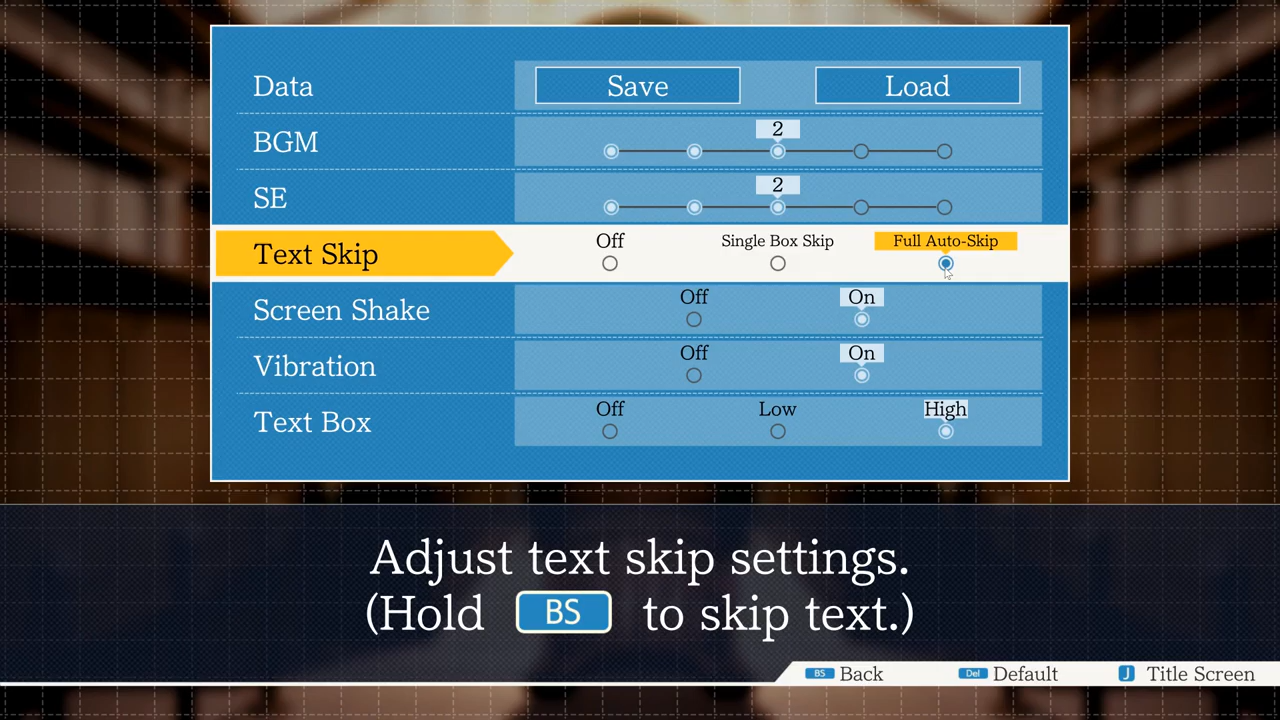 Data Save Load
BGM 2
SE 2
Text Skip Off Single Box Skip Full Auto-Skip
Screen Shake Off On
Vibration Off On
Text Box Off Low High
Adjust text skip settings.
(Hold BS to skip text.)
BS Back Del Default J Title Screen